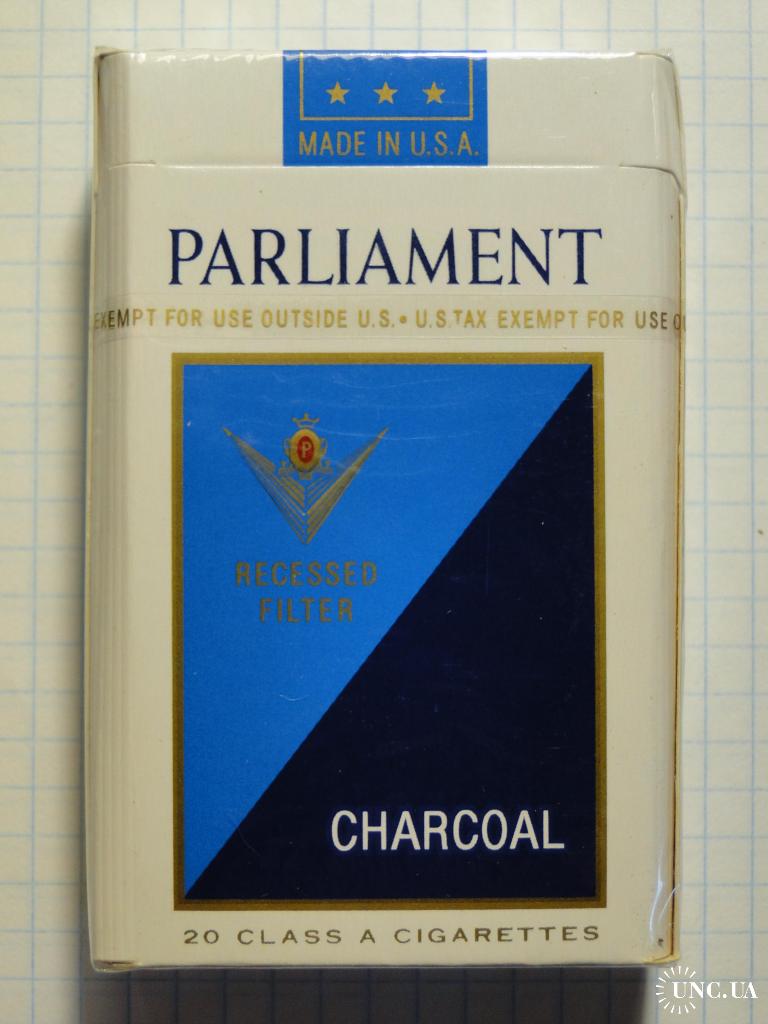 MADE IN U.S.A.
PARLIAMENT
EXEMPT FOR USE OUTSIDE U.S. • U.S. TAX EXEMPT FOR USE
P
RECESSED
FILTER
CHARCOAL
20 CLASS A CIGARETTES
UNC.UA